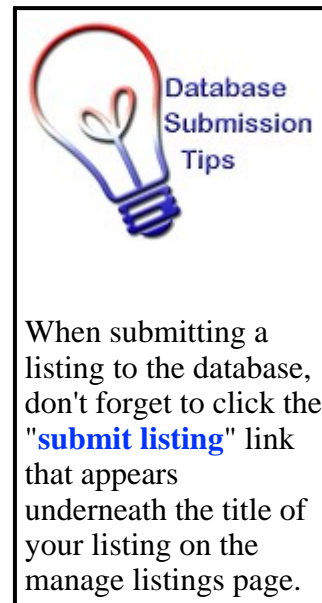 Database
Submission
Tips
When submitting a
listing to the database,
don't forget to click the
"submit listing" link
that appears
underneath the title of
your listing on the
manage listings page.